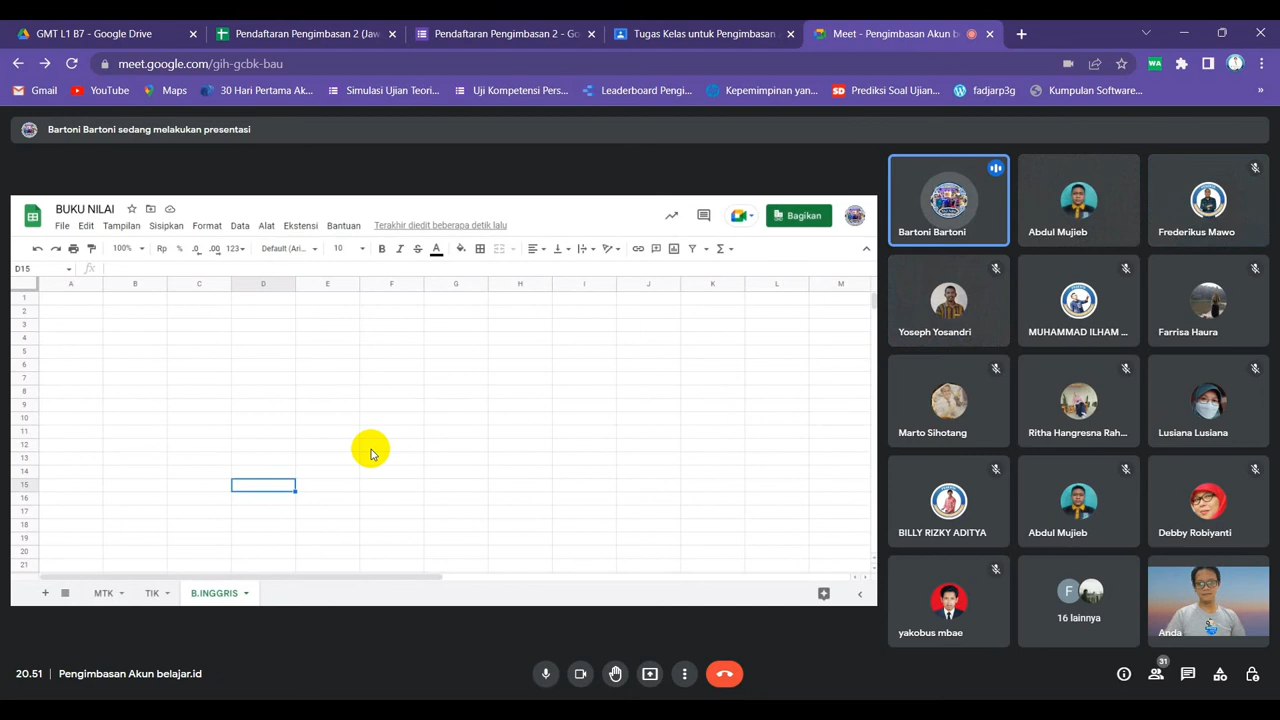 GMT L1 B7 - Google Drive
Pendaftaran Pengimbasan 2 (Jaw
Pendaftaran Pengimbasan 2 - Go
Tugas Kelas untuk Pengimbasan
Meet - Pengimbasan Akun b
meet.google.com/gih-gcbk-bau
WA
Gmail
YouTube
Maps
30 Hari Pertama Ak...
Simulasi Ujian Teori...
Uji Kompetensi Pers...
Leaderboard Pengi...
Kepemimpinan yan...
SD
Prediksi Soal Ujian...
fadjarp3g
Kumpulan Software...
Bartoni Bartoni sedang melakukan presentasi
BUKU NILAI
File Edit Tampilan Sisipkan Format Data Alat Ekstensi Bantuan Terakhir diedit beberapa detik lalu
Bagikan
100% Rp % .0 .00 123 Default (Ari... 10 B I S A
D15 fx
A B C D E F G H I J K L M
1
2
3
4
5
6
7
8
9
10
11
12
13
14
15
16
17
18
19
20
21
MTK
TIK
B.INGGRIS
Bartoni Bartoni
Abdul Mujieb
Frederikus Mawo
Yoseph Yosandri
MUHAMMAD ILHAM ...
Farrisa Haura
Marto Sihotang
Ritha Hangresna Rah...
Lusiana Lusiana
BILLY RIZKY ADITYA
Abdul Mujieb
Debby Robiyanti
yakobus mbae
F
16 lainnya
Anda
20.51
Pengimbasan Akun belajar.id
31